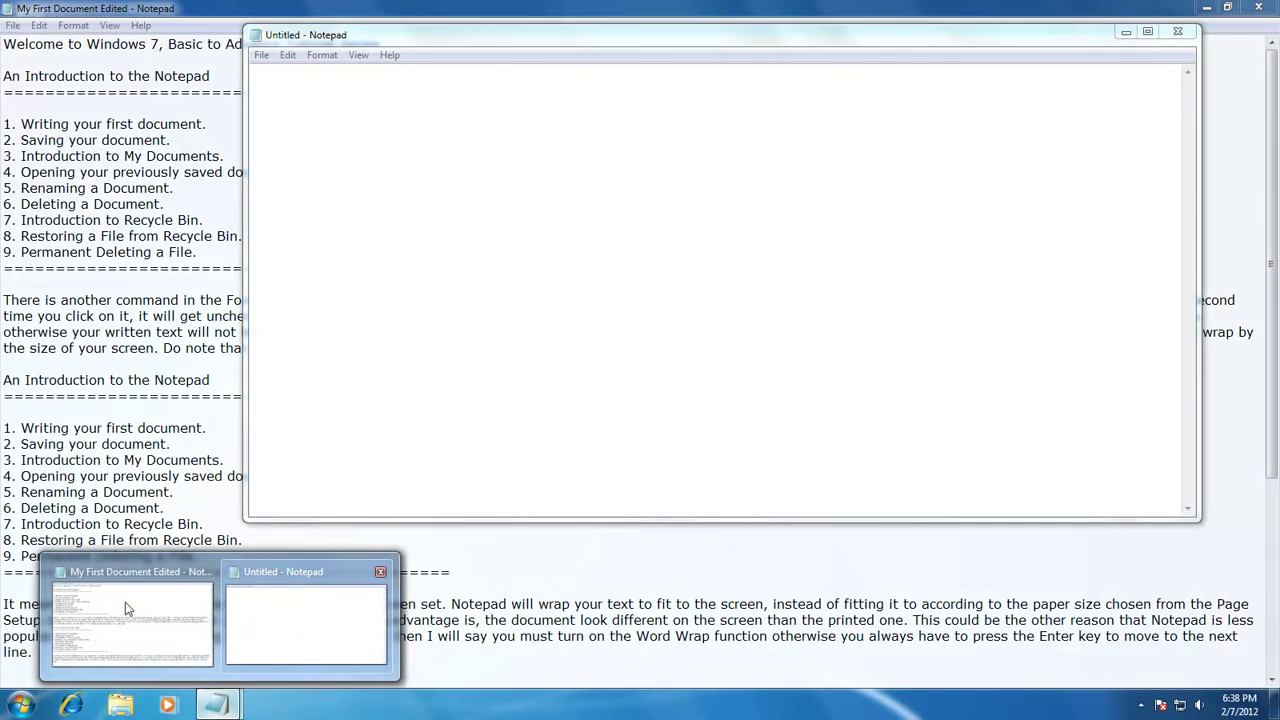 My First Document Edited - Notepad
File Edit Format View Help
Welcome to Windows 7, Basic to Ad
An Introduction to the Notepad
==========================
1. Writing your first document.
2. Saving your document.
3. Introduction to My Documents.
4. Opening your previously saved do
5. Renaming a Document.
6. Deleting a Document.
7. Introduction to Recycle Bin.
8. Restoring a File from Recycle Bin.
9. Permanent Deleting a File.
==========================
There is another command in the Fo
econd
time you click on it, it will get unche
otherwise your written text will not
wrap by
the size of your screen. Do note tha
An Introduction to the Notepad
==========================
1. Writing your first document.
2. Saving your document.
3. Introduction to My Documents.
4. Opening your previously saved do
5. Renaming a Document.
6. Deleting a Document.
7. Introduction to Recycle Bin.
8. Restoring a File from Recycle Bin.
9. Pe
It me
en set. Notepad will wrap your text to fit to the screen, instead of fitting it to according to the paper size chosen from the Page
Setu
dvantage is, the document look different on the screen than the printed one. This could be the other reason that Notepad is less
popul
en I will say you must turn on the Word Wrap function otherwise you always have to press the Enter key to move to the next
line.
Untitled - Notepad
File Edit Format View Help
My First Document Edited - Not...
Untitled - Notepad
6:38 PM
2/7/2012